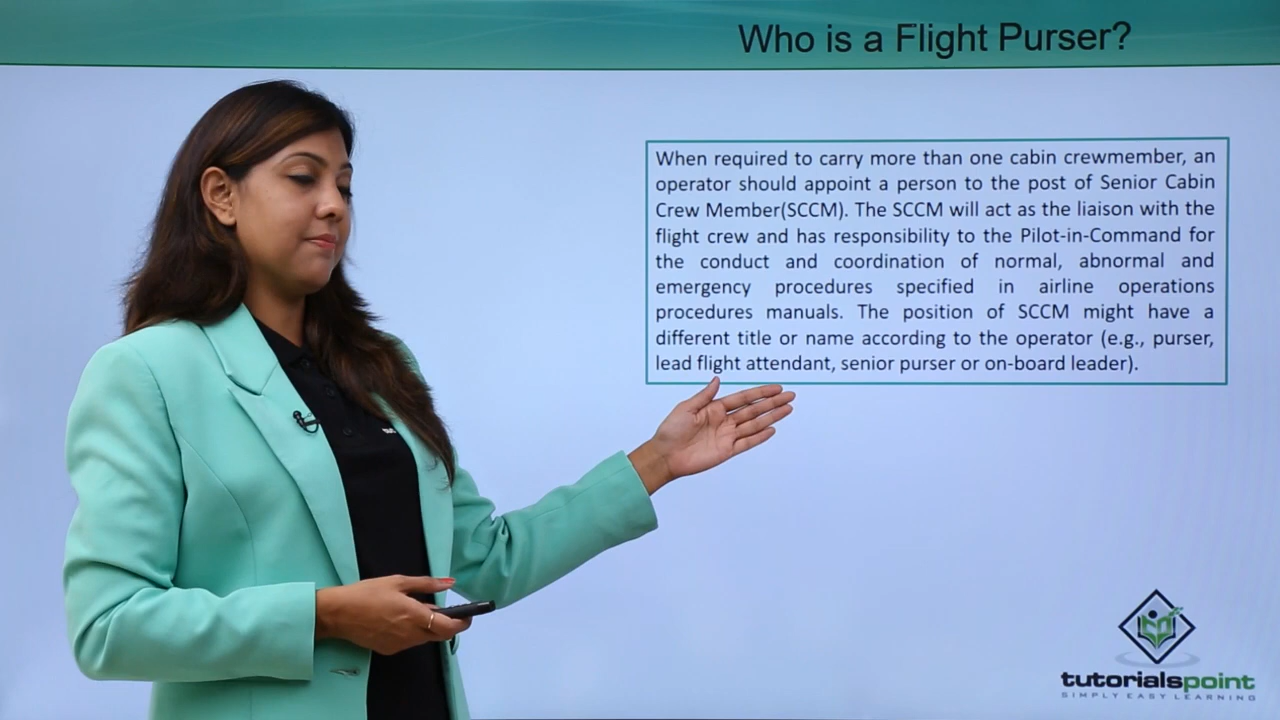 Who is a Flight Purser?
When required to carry more than one cabin crewmember, an
operator should appoint a person to the post of Senior Cabin
Crew Member(SCCM). The SCCM will act as the liaison with the
flight crew and has responsibility to the Pilot-in-Command for
the conduct and coordination of normal, abnormal and
emergency procedures specified in airline operations
procedures manuals. The position of SCCM might have a
different title or name according to the operator (e.g., purser,
lead flight attendant, senior purser or on-board leader).
tutorialspoint
SIMPLY EASY LEARNING